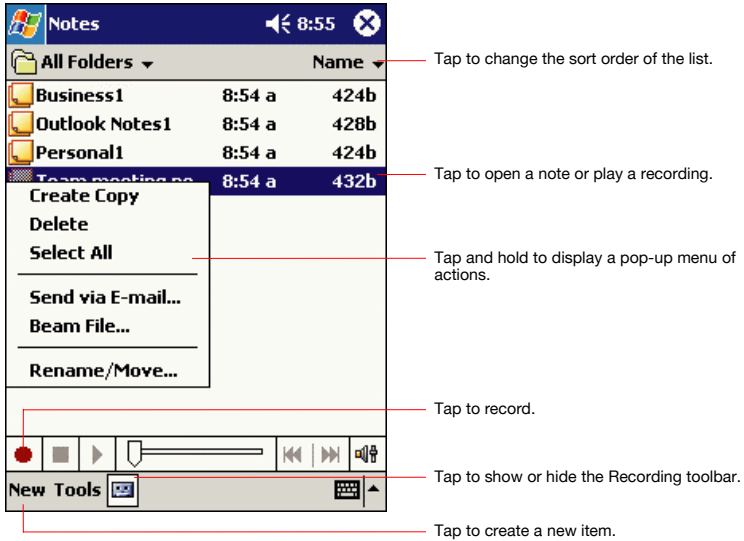 Notes 8:55
All Folders Name
Tap to change the sort order of the list.
Business1 8:54 a 424b
Outlook Notes1 8:54 a 428b
Personal1 8:54 a 424b
Team meeting no 8:54 a 432b
Tap to open a note or play a recording.
Create Copy
Delete
Select All
Send via E-mail...
Beam File...
Rename/Move...
Tap and hold to display a pop-up menu of
actions.
Tap to record.
Tap to show or hide the Recording toolbar.
New Tools
Tap to create a new item.